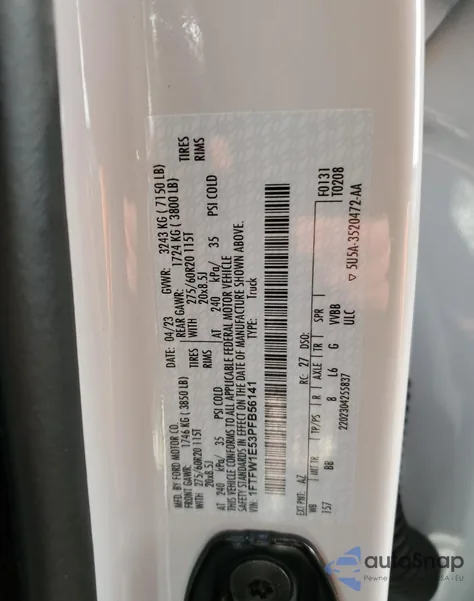 MFD. BY FORD MOTOR CO.
DATE: 04/23 GVWR: 3243 KG ( 7150 LB)
FRONT GAWR: 1746 KG ( 3850 LB) REAR GAWR: 1724 KG ( 3800 LB)
WITH 275/60R20 115T TIRES WITH 275/60R20 115T TIRES
20x8.5J RIMS 20x8.5J RIMS
AT 240 kPa/ 35 PSI COLD AT 240 kPa/ 35 PSI COLD
THIS VEHICLE CONFORMS TO ALL APPLICABLE FEDERAL MOTOR VEHICLE
SAFETY STANDARDS IN EFFECT ON THE DATE OF MANUFACTURE SHOWN ABOVE.
VIN: 1FTFW1E53PFB56141 TYPE: Truck
EXT PNT: AZ RC: 27 DSO: F0131
T0208
WB INT TR TP/PS R AXLE TR SPR
157 BB 8 L6 G VVBB
ULC
2202304255837 ▽ 5U5A-3520472-AA
autoSnap